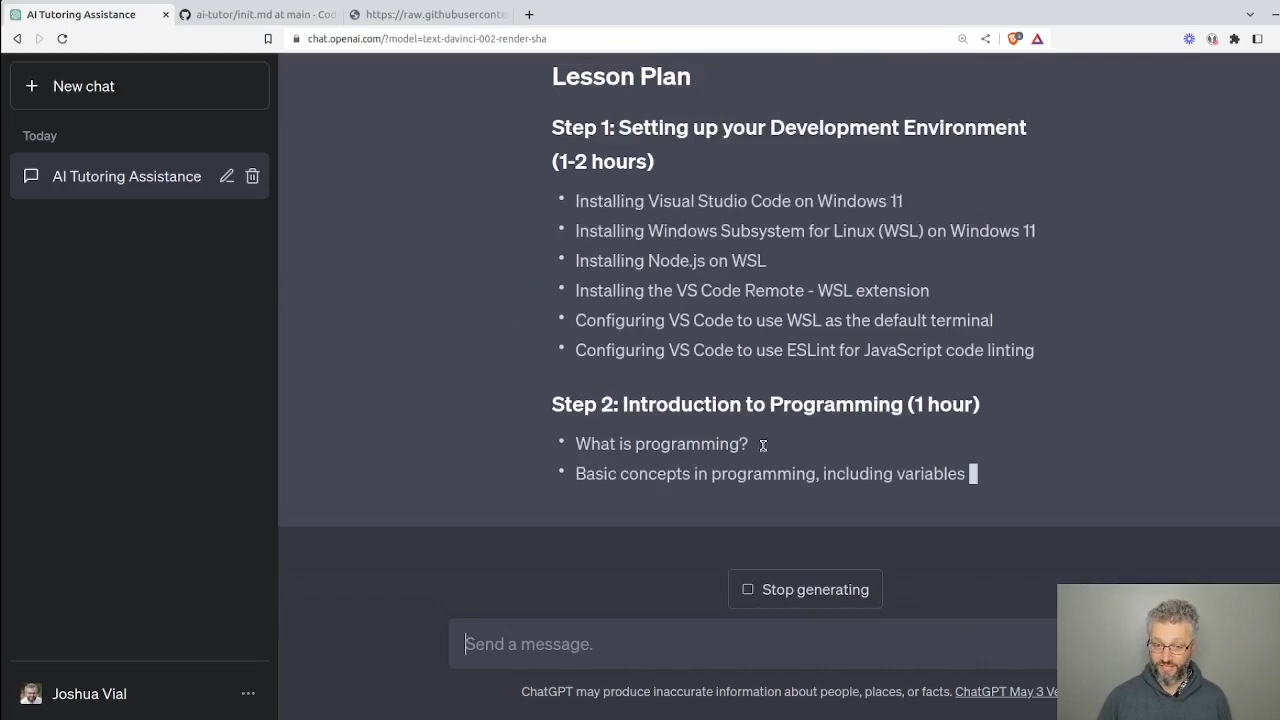 AI Tutoring Assistance
ai-tutor/init.md at main · Cod
https://raw.githubuserconte
chat.openai.com/?model=text-davinci-002-render-sha
New chat
Today
AI Tutoring Assistance
Lesson Plan
Step 1: Setting up your Development Environment
(1-2 hours)
• Installing Visual Studio Code on Windows 11
• Installing Windows Subsystem for Linux (WSL) on Windows 11
• Installing Node.js on WSL
• Installing the VS Code Remote - WSL extension
• Configuring VS Code to use WSL as the default terminal
• Configuring VS Code to use ESLint for JavaScript code linting
Step 2: Introduction to Programming (1 hour)
• What is programming?
• Basic concepts in programming, including variables
Stop generating
Send a message.
ChatGPT may produce inaccurate information about people, places, or facts. ChatGPT May 3 Ve
Joshua Vial